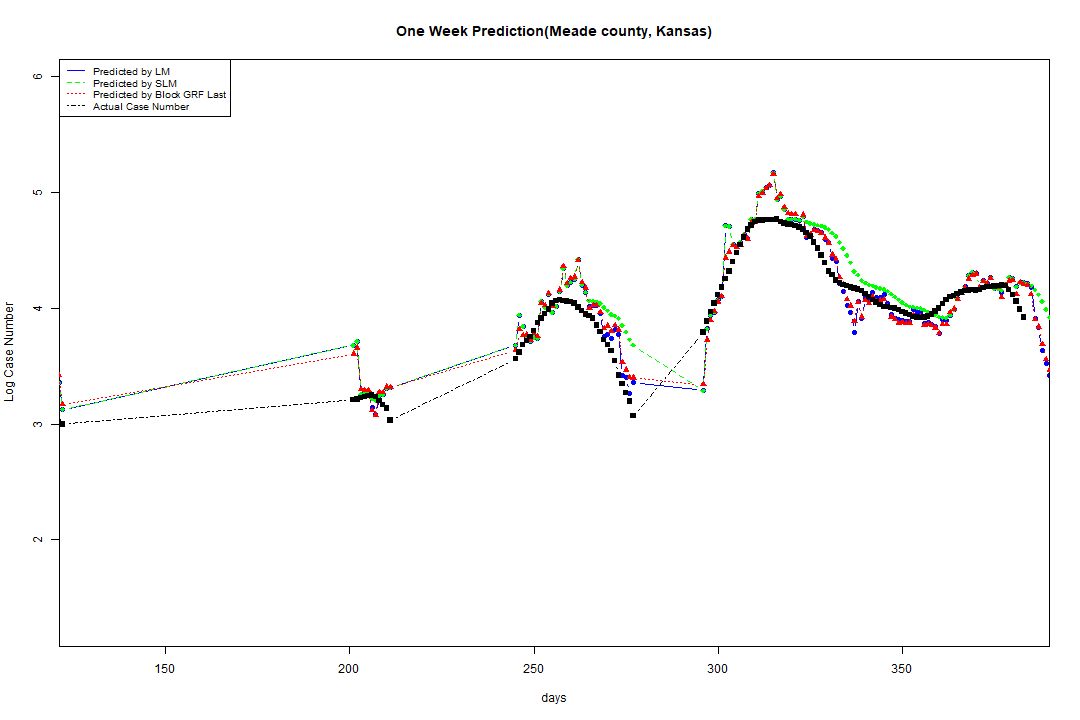 One Week Prediction(Meade county, Kansas)
Predicted by LM
Predicted by SLM
Predicted by Block GRF Last
Actual Case Number
6
5
4
3
2
Log Case Number
150 200 250 300 350
days